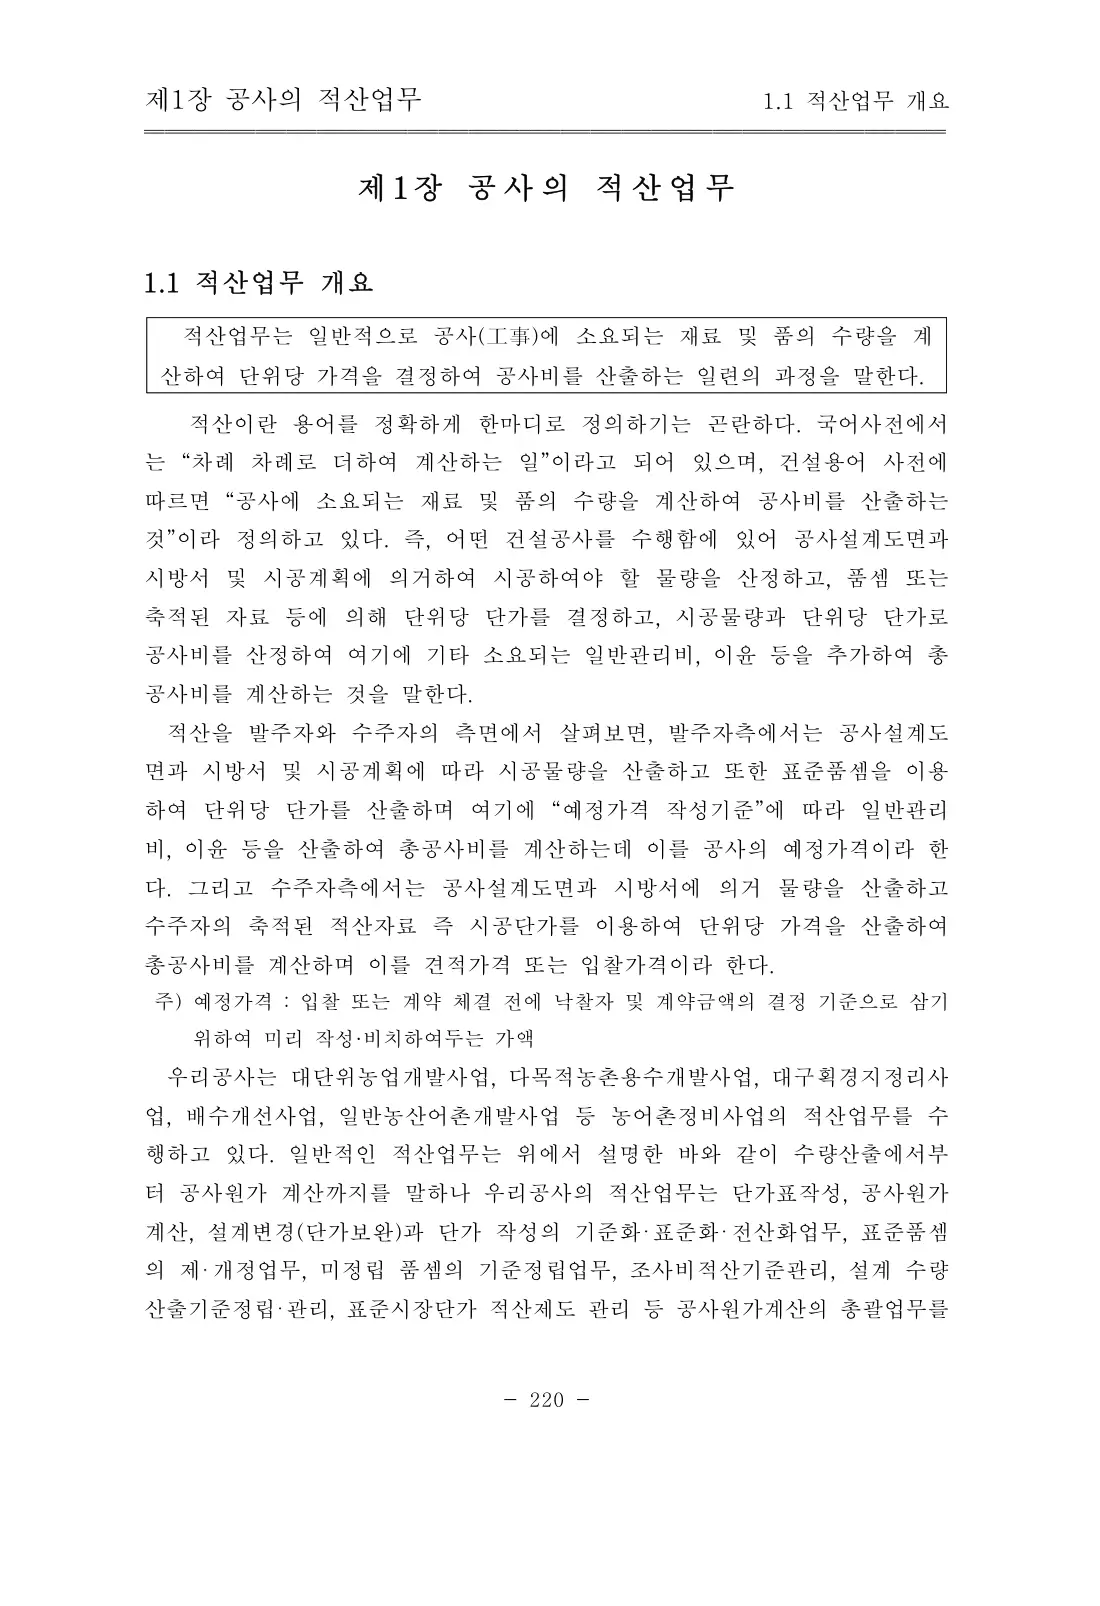 제1장 공사의 적산업무 1.1 적산업무 개요
제1장 공사의 적산업무
1.1 적산업무 개요
적산업무는 일반적으로 공사(工事)에 소요되는 재료 및 품의 수량을 계
산하여 단위당 가격을 결정하여 공사비를 산출하는 일련의 과정을 말한다.
적산이란 용어를 정확하게 한마디로 정의하기는 곤란하다. 국어사전에서
는 “차례 차례로 더하여 계산하는 일”이라고 되어 있으며, 건설용어 사전에
따르면 “공사에 소요되는 재료 및 품의 수량을 계산하여 공사비를 산출하는
것”이라 정의하고 있다. 즉, 어떤 건설공사를 수행함에 있어 공사설계도면과
시방서 및 시공계획에 의거하여 시공하여야 할 물량을 산정하고, 품셈 또는
축적된 자료 등에 의해 단위당 단가를 결정하고, 시공물량과 단위당 단가로
공사비를 산정하여 여기에 기타 소요되는 일반관리비, 이윤 등을 추가하여 총
공사비를 계산하는 것을 말한다.
적산을 발주자와 수주자의 측면에서 살펴보면, 발주자측에서는 공사설계도
면과 시방서 및 시공계획에 따라 시공물량을 산출하고 또한 표준품셈을 이용
하여 단위당 단가를 산출하며 여기에 “예정가격 작성기준”에 따라 일반관리
비, 이윤 등을 산출하여 총공사비를 계산하는데 이를 공사의 예정가격이라 한
다. 그리고 수주자측에서는 공사설계도면과 시방서에 의거 물량을 산출하고
수주자의 축적된 적산자료 즉 시공단가를 이용하여 단위당 가격을 산출하여
총공사비를 계산하며 이를 견적가격 또는 입찰가격이라 한다.
주) 예정가격 : 입찰 또는 계약 체결 전에 낙찰자 및 계약금액의 결정 기준으로 삼기
위하여 미리 작성·비치하여두는 가액
우리공사는 대단위농업개발사업, 다목적농촌용수개발사업, 대구획경지정리사
업, 배수개선사업, 일반농산어촌개발사업 등 농어촌정비사업의 적산업무를 수
행하고 있다. 일반적인 적산업무는 위에서 설명한 바와 같이 수량산출에서부
터 공사원가 계산까지를 말하나 우리공사의 적산업무는 단가표작성, 공사원가
계산, 설계변경(단가보완)과 단가 작성의 기준화·표준화·전산화업무, 표준품셈
의 제·개정업무, 미정립 품셈의 기준정립업무, 조사비적산기준관리, 설계 수량
산출기준정립·관리, 표준시장단가 적산제도 관리 등 공사원가계산의 총괄업무를
- 220 -